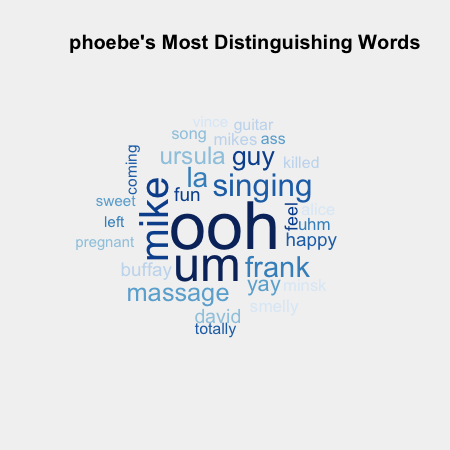 phoebe's Most Distinguishing Words
vince guitar
song mikes ass
ursula guy killed
coming la singing
sweet mike fun feel alice
left ooh uhm
pregnant happy
buffay um frank
massage yay minsk
smelly
david
totally